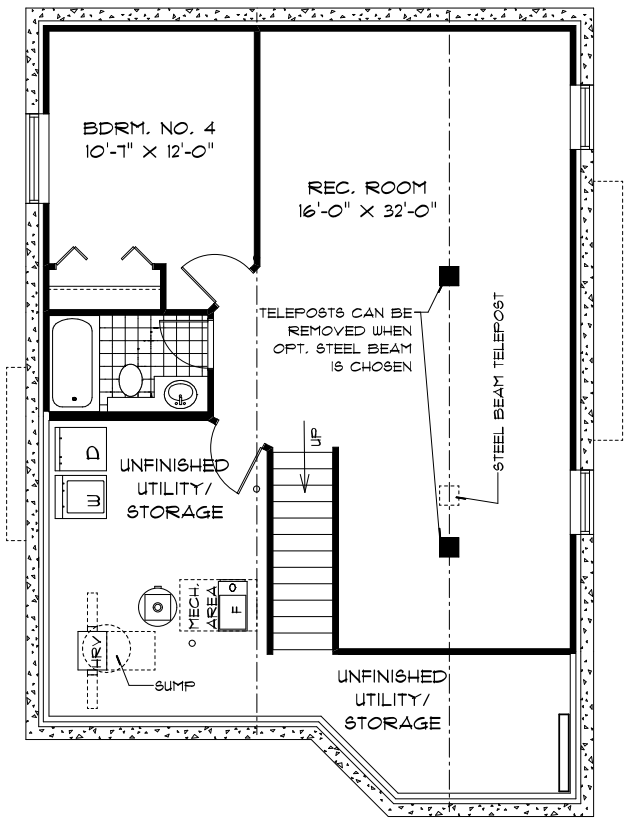 BDRM. NO. 4
10'-7" X 12'-0"
REC. ROOM
16'-0" X 32'-0"
TELEPOSTS CAN BE
REMOVED WHEN
OPT. STEEL BEAM
IS CHOSEN
STEEL BEAM TELEPOST
UP
D
W
UNFINISHED
UTILITY/
STORAGE
MECH.
AREA
F
HRV
SUMP
UNFINISHED
UTILITY/
STORAGE